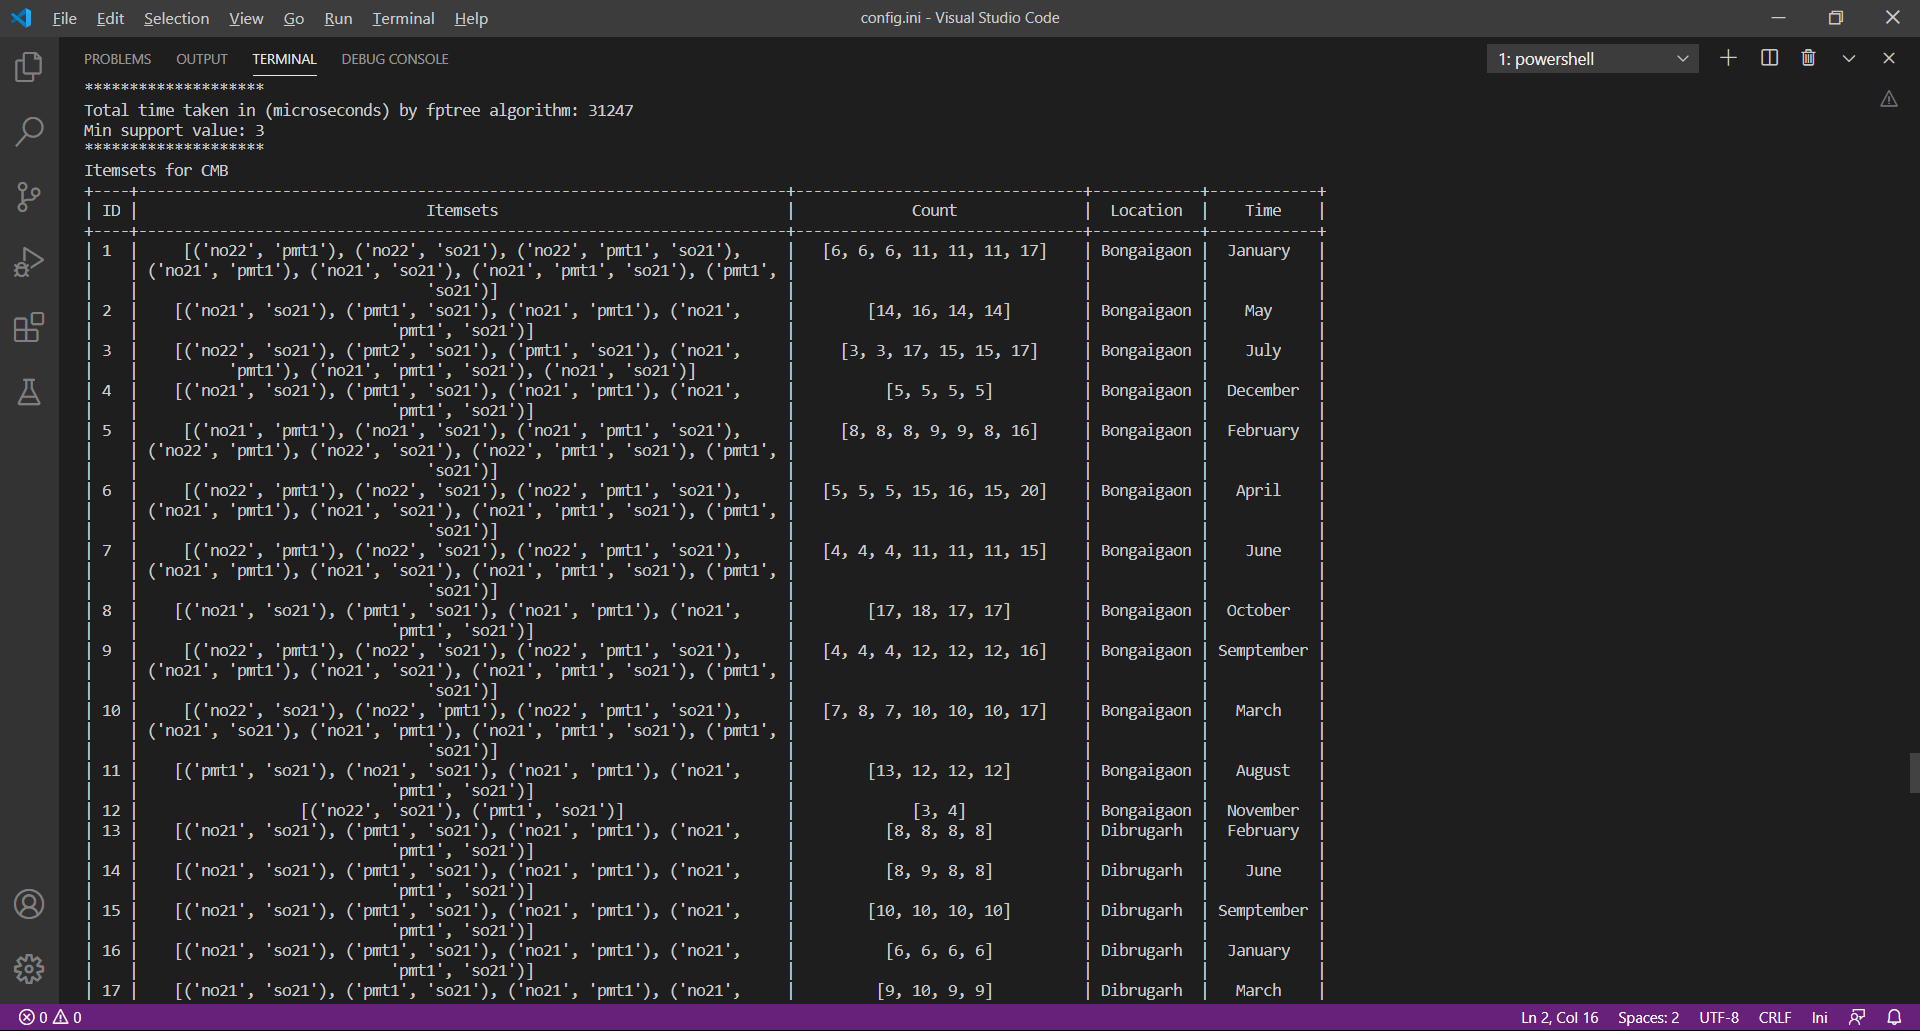 File Edit Selection View Go Run Terminal Help config.ini - Visual Studio Code
PROBLEMS OUTPUT TERMINAL DEBUG CONSOLE 1: powershell
********************
Total time taken in (microseconds) by fptree algorithm: 31247
Min support value: 3
********************
Itemsets for CMB
+----+------------------------------------------------------------------------+--------------------------------+------------+------------+
| ID | Itemsets | Count | Location | Time |
+----+------------------------------------------------------------------------+--------------------------------+------------+------------+
| 1 | [('no22', 'pmt1'), ('no22', 'so21'), ('no22', 'pmt1', 'so21'), | [6, 6, 6, 11, 11, 11, 17] | Bongaigaon | January |
| | ('no21', 'pmt1'), ('no21', 'so21'), ('no21', 'pmt1', 'so21'), ('pmt1', | | | |
| | 'so21')] | | | |
| 2 | [('no21', 'so21'), ('pmt1', 'so21'), ('no21', 'pmt1'), ('no21', | [14, 16, 14, 14] | Bongaigaon | May |
| | 'pmt1', 'so21')] | | | |
| 3 | [('no22', 'so21'), ('pmt2', 'so21'), ('pmt1', 'so21'), ('no21', | [3, 3, 17, 15, 15, 17] | Bongaigaon | July |
| | 'pmt1'), ('no21', 'pmt1', 'so21'), ('no21', 'so21')] | | | |
| 4 | [('no21', 'so21'), ('pmt1', 'so21'), ('no21', 'pmt1'), ('no21', | [5, 5, 5, 5] | Bongaigaon | December |
| | 'pmt1', 'so21')] | | | |
| 5 | [('no21', 'pmt1'), ('no21', 'so21'), ('no21', 'pmt1', 'so21'), | [8, 8, 8, 9, 9, 8, 16] | Bongaigaon | February |
| | ('no22', 'pmt1'), ('no22', 'so21'), ('no22', 'pmt1', 'so21'), ('pmt1', | | | |
| | 'so21')] | | | |
| 6 | [('no22', 'pmt1'), ('no22', 'so21'), ('no22', 'pmt1', 'so21'), | [5, 5, 5, 15, 16, 15, 20] | Bongaigaon | April |
| | ('no21', 'pmt1'), ('no21', 'so21'), ('no21', 'pmt1', 'so21'), ('pmt1', | | | |
| | 'so21')] | | | |
| 7 | [('no22', 'pmt1'), ('no22', 'so21'), ('no22', 'pmt1', 'so21'), | [4, 4, 4, 11, 11, 11, 15] | Bongaigaon | June |
| | ('no21', 'pmt1'), ('no21', 'so21'), ('no21', 'pmt1', 'so21'), ('pmt1', | | | |
| | 'so21')] | | | |
| 8 | [('no21', 'so21'), ('pmt1', 'so21'), ('no21', 'pmt1'), ('no21', | [17, 18, 17, 17] | Bongaigaon | October |
| | 'pmt1', 'so21')] | | | |
| 9 | [('no22', 'pmt1'), ('no22', 'so21'), ('no22', 'pmt1', 'so21'), | [4, 4, 4, 12, 12, 12, 16] | Bongaigaon | Semptember |
| | ('no21', 'pmt1'), ('no21', 'so21'), ('no21', 'pmt1', 'so21'), ('pmt1', | | | |
| | 'so21')] | | | |
| 10 | [('no22', 'so21'), ('no22', 'pmt1'), ('no22', 'pmt1', 'so21'), | [7, 8, 7, 10, 10, 10, 17] | Bongaigaon | March |
| | ('no21', 'so21'), ('no21', 'pmt1'), ('no21', 'pmt1', 'so21'), ('pmt1', | | | |
| | 'so21')] | | | |
| 11 | [('pmt1', 'so21'), ('no21', 'so21'), ('no21', 'pmt1'), ('no21', | [13, 12, 12, 12] | Bongaigaon | August |
| | 'pmt1', 'so21')] | | | |
| 12 | [('no22', 'so21'), ('pmt1', 'so21')] | [3, 4] | Bongaigaon | November |
| 13 | [('no21', 'so21'), ('pmt1', 'so21'), ('no21', 'pmt1'), ('no21', | [8, 8, 8, 8] | Dibrugarh | February |
| | 'pmt1', 'so21')] | | | |
| 14 | [('no21', 'so21'), ('pmt1', 'so21'), ('no21', 'pmt1'), ('no21', | [8, 9, 8, 8] | Dibrugarh | June |
| | 'pmt1', 'so21')] | | | |
| 15 | [('no21', 'so21'), ('pmt1', 'so21'), ('no21', 'pmt1'), ('no21', | [10, 10, 10, 10] | Dibrugarh | Semptember |
| | 'pmt1', 'so21')] | | | |
| 16 | [('no21', 'so21'), ('pmt1', 'so21'), ('no21', 'pmt1'), ('no21', | [6, 6, 6, 6] | Dibrugarh | January |
| | 'pmt1', 'so21')] | | | |
| 17 | [('no21', 'so21'), ('pmt1', 'so21'), ('no21', 'pmt1'), ('no21', | [9, 10, 9, 9] | Dibrugarh | March |
0 0 Ln 2, Col 16 Spaces: 2 UTF-8 CRLF Ini